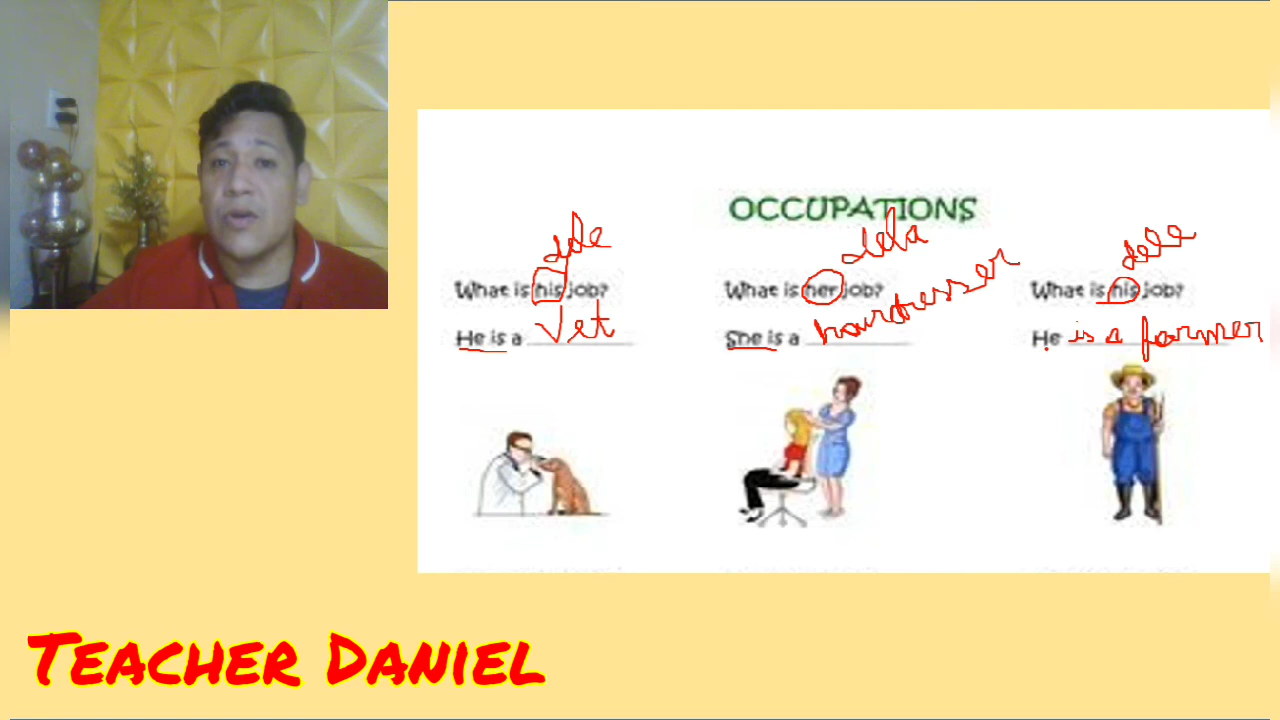 OCCUPATIONS
dele dela dele
What is his job? What is her job? What is his job?
He is a Vet She is a hairdresser He is a farmer
TEACHER DANIEL